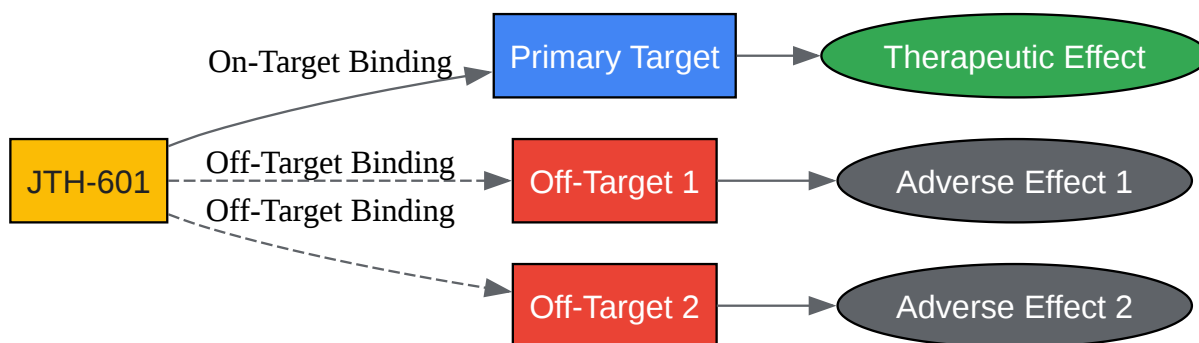 On-Target Binding
Primary Target
Therapeutic Effect
JTH-601
Off-Target Binding
Off-Target 1
Adverse Effect 1
Off-Target Binding
Off-Target 2
Adverse Effect 2